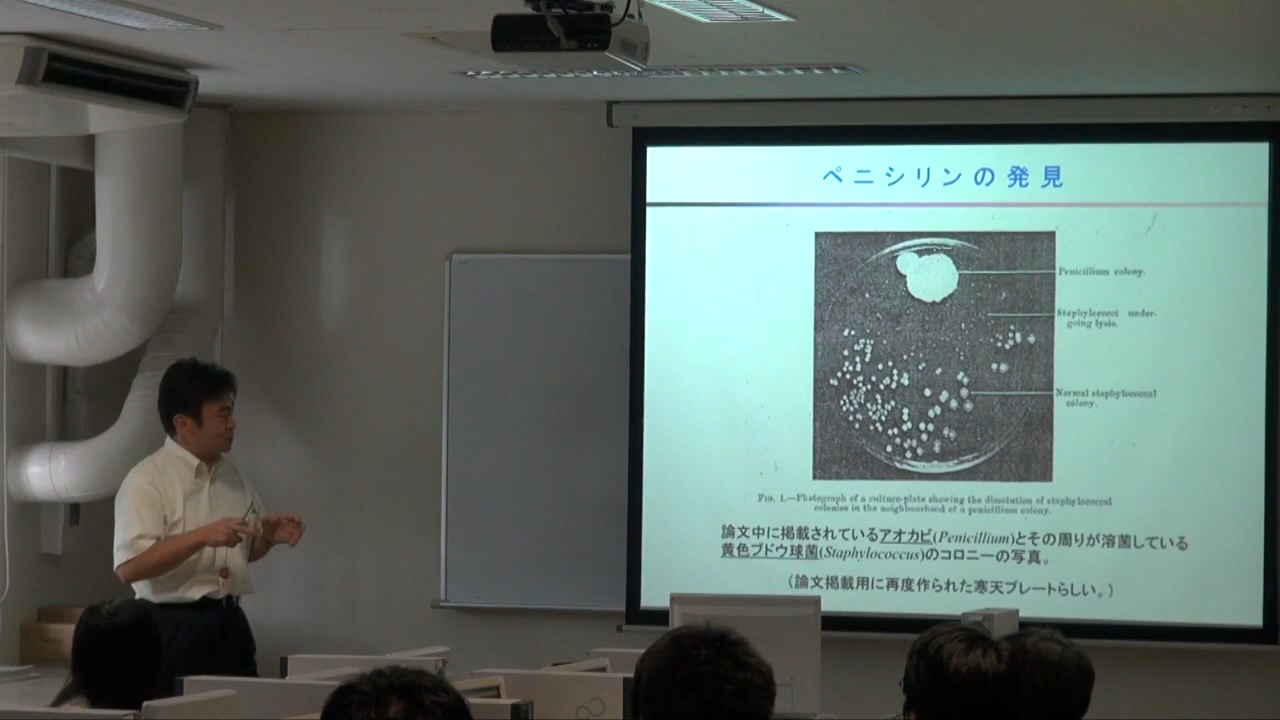 ペニシリンの発見
Penicillium colony.
Staphylococci under-
going lysis.
Normal staphylococcal
colony.
FIG. 1.—Photograph of a culture-plate showing the dissolution of staphylococcal
colonies in the neighbourhood of a penicillium colony.
論文中に掲載されているアオカビ(Penicillium)とその周りが溶菌している
黄色ブドウ球菌(Staphylococcus)のコロニーの写真。
（論文掲載用に再度作られた寒天プレートらしい。）